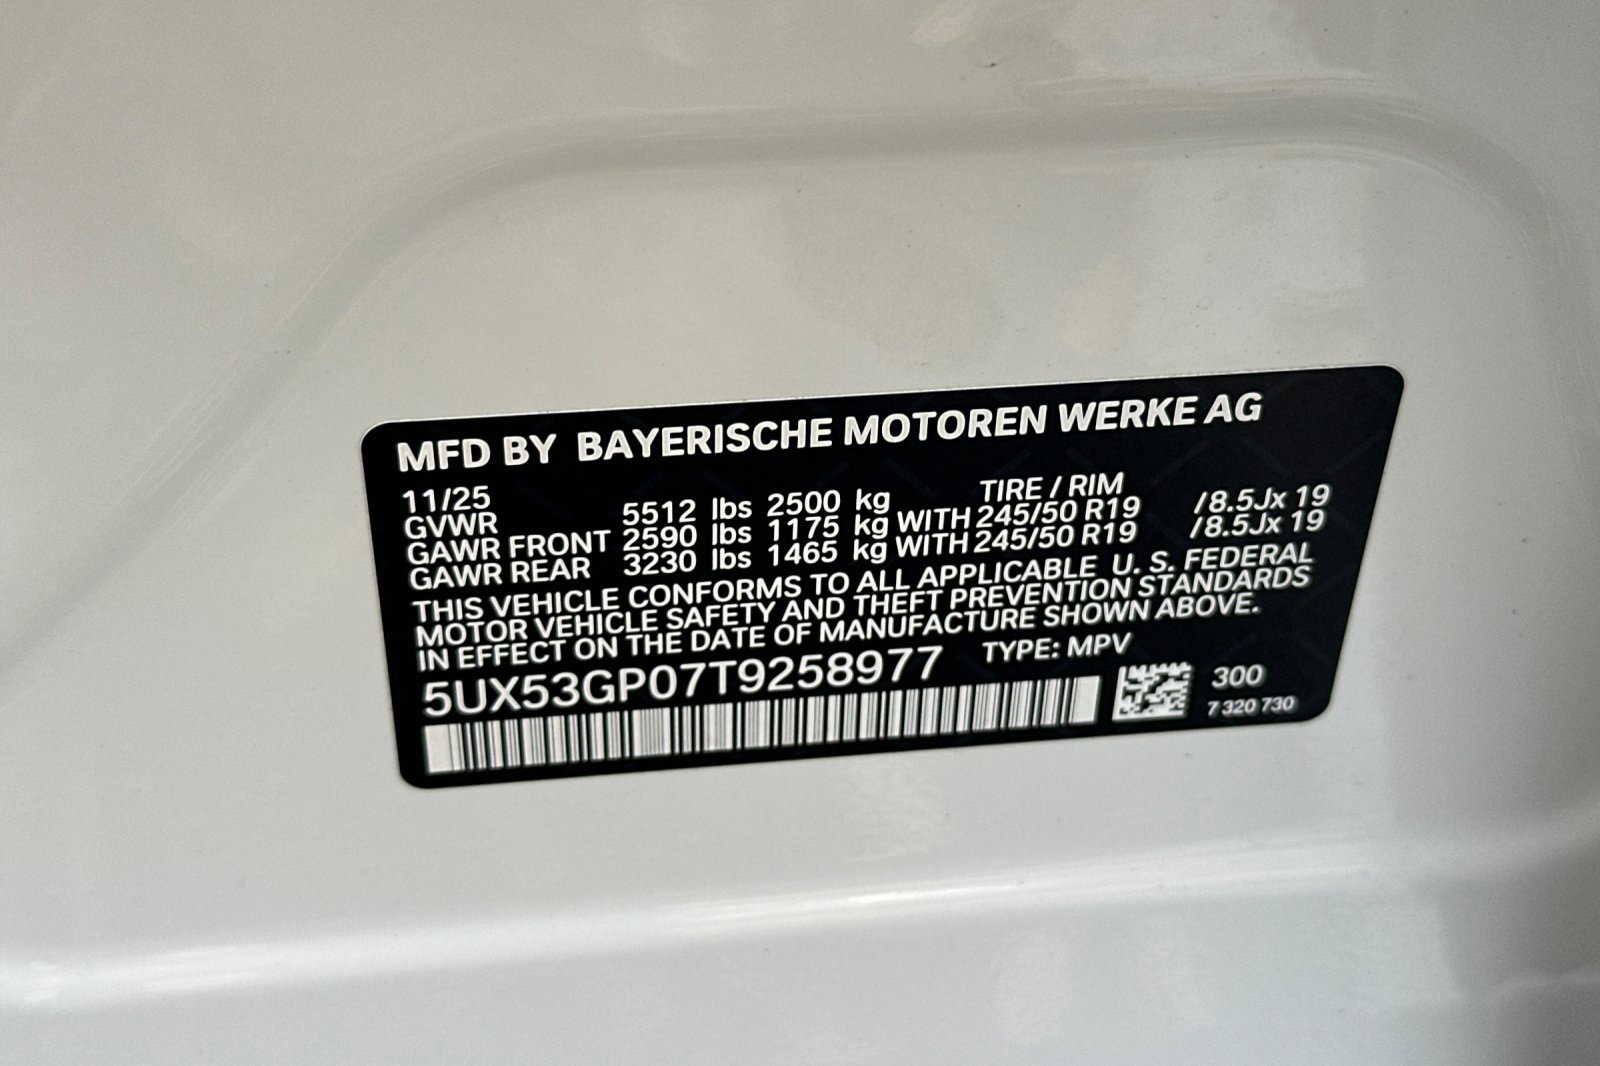 MFD BY BAYERISCHE MOTOREN WERKE AG
11/25 TIRE / RIM
GVWR 5512 lbs 2500 kg
GAWR FRONT 2590 lbs 1175 kg WITH 245/50 R19 /8.5Jx 19
GAWR REAR 3230 lbs 1465 kg WITH 245/50 R19 /8.5Jx 19
THIS VEHICLE CONFORMS TO ALL APPLICABLE U. S. FEDERAL
MOTOR VEHICLE SAFETY AND THEFT PREVENTION STANDARDS
IN EFFECT ON THE DATE OF MANUFACTURE SHOWN ABOVE.
5UX53GP07T9258977 TYPE: MPV
300
7 320 730